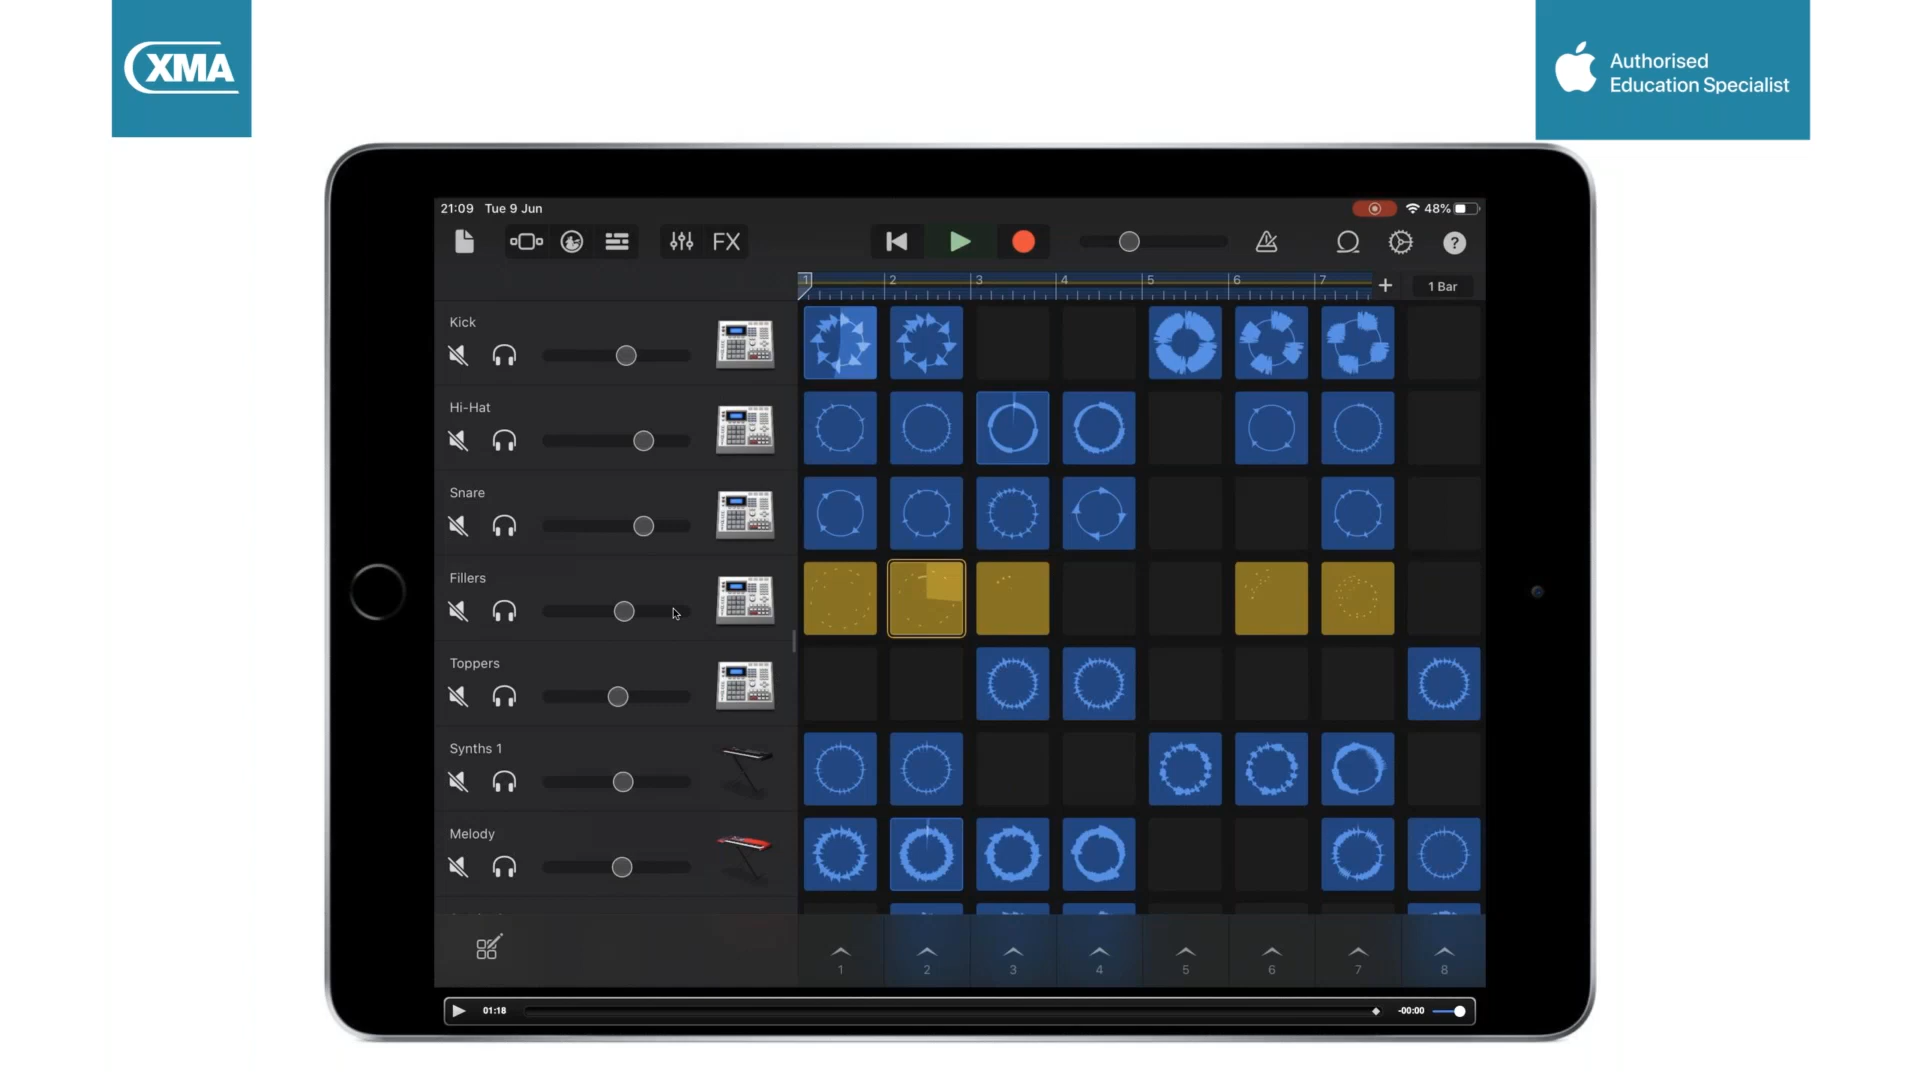 XMA
Authorised
Education Specialist
21:09 Tue 9 Jun
48%
FX
?
1 2 3 4 5 6 7
+ 1 Bar
Kick
Hi-Hat
Snare
Fillers
Toppers
Synths 1
Melody
1 2 3 4 5 6 7 8
01:18 -00:00